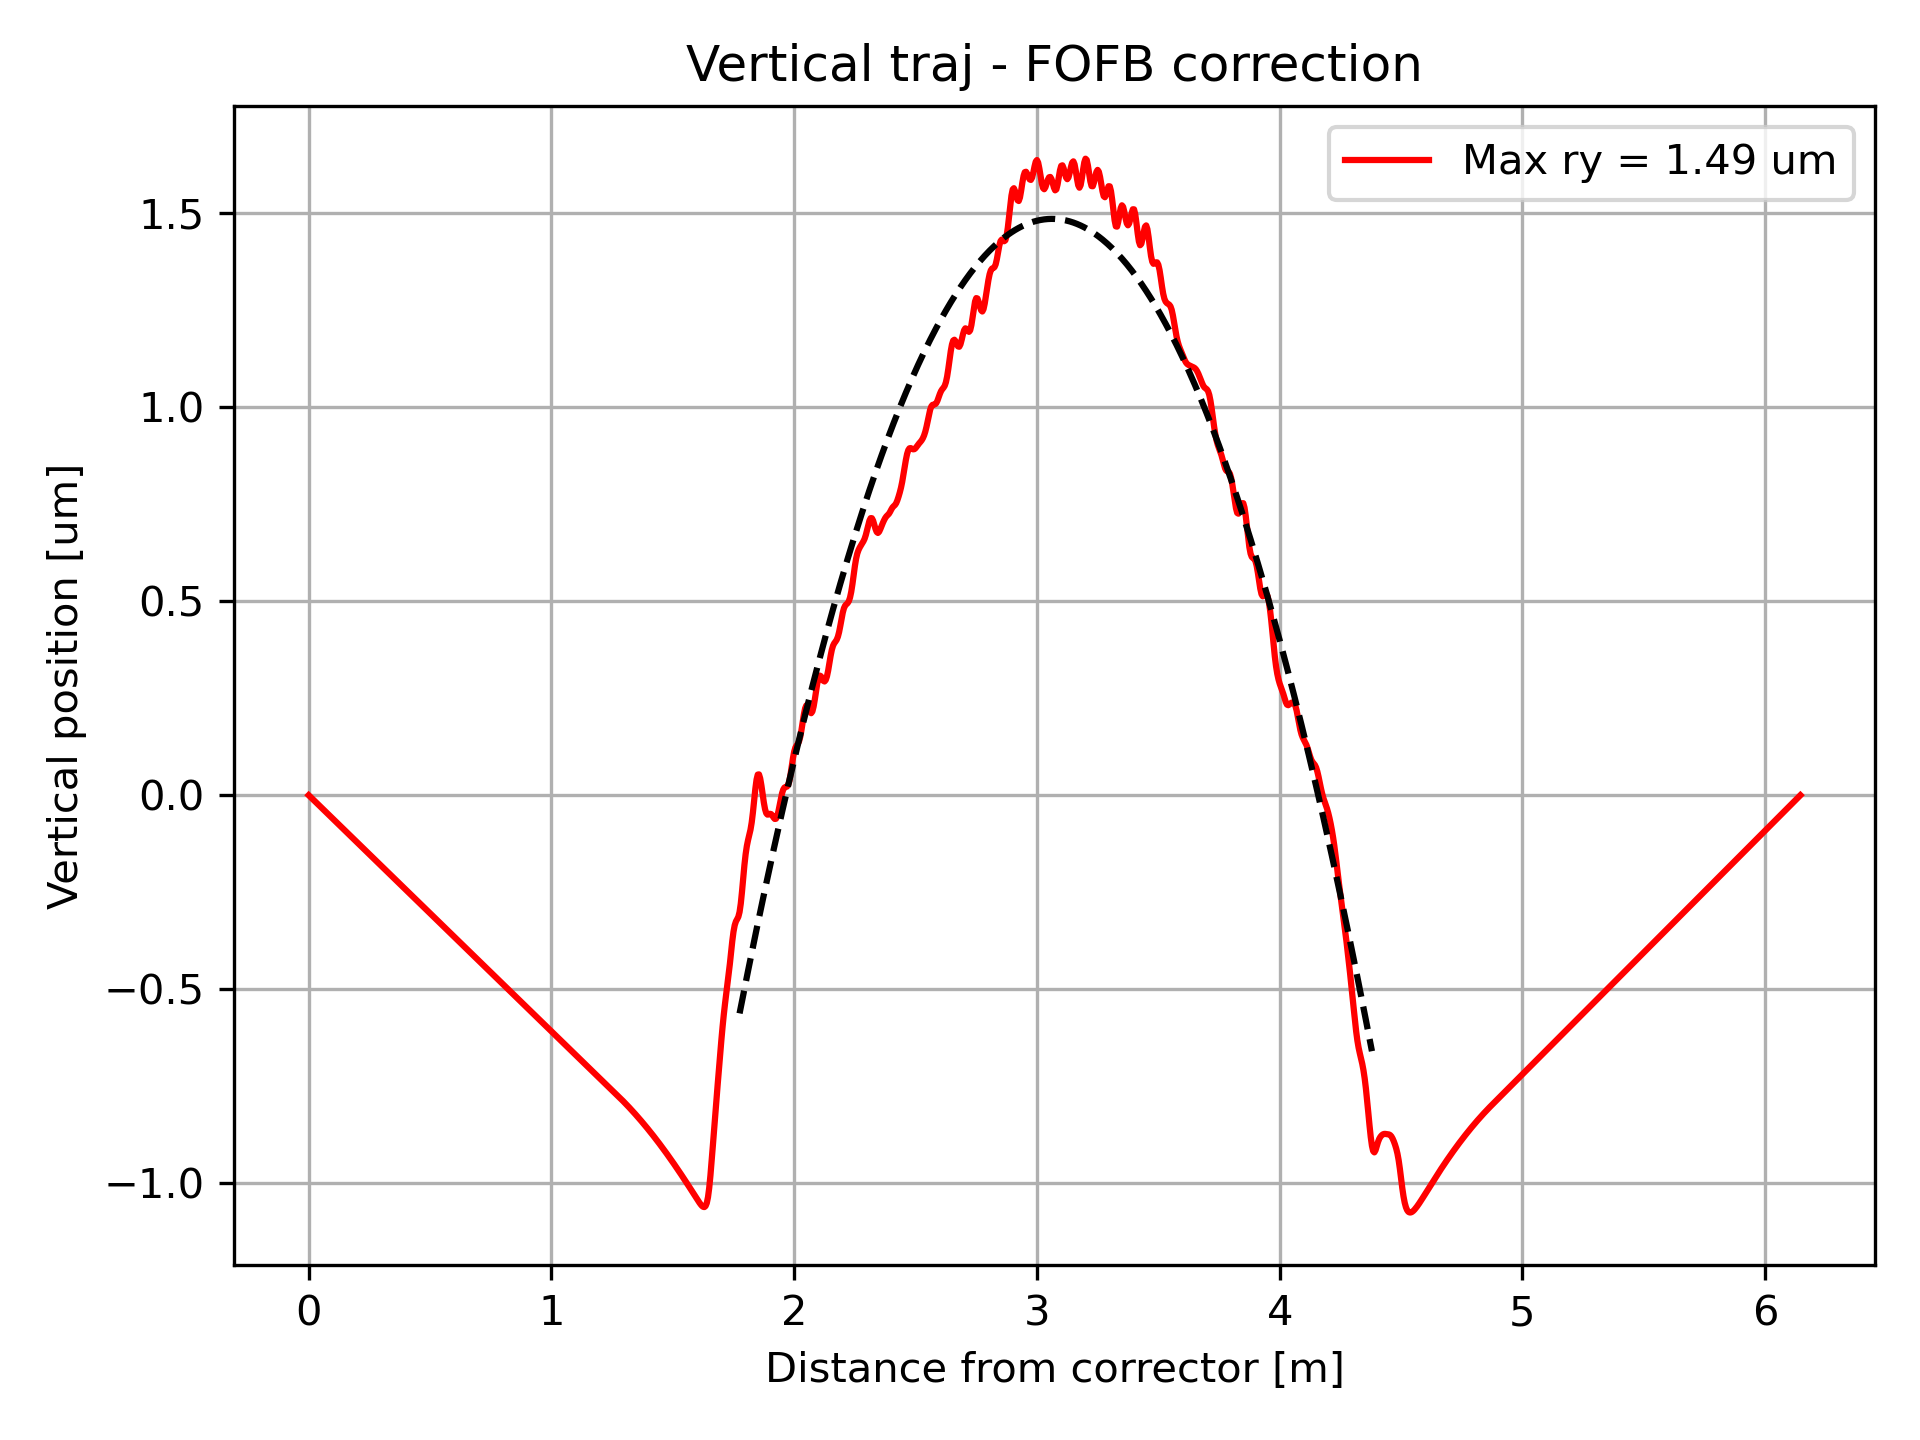 Vertical traj - FOFB correction
Max ry = 1.49 um
Vertical position [um]
1.5
1.0
0.5
0.0
−0.5
−1.0
0 1 2 3 4 5 6
Distance from corrector [m]